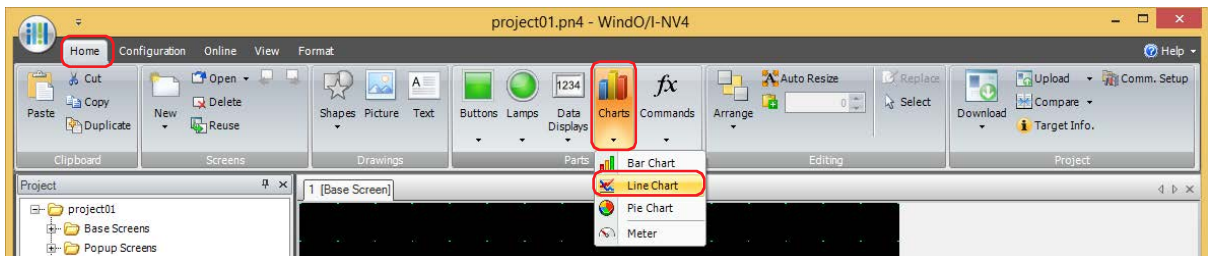 project01.pn4 - WindO/I-NV4
Home Configuration Online View Format Help
Cut Open Auto Resize Replace Upload Comm. Setup
Copy Delete 0 Select Compare
Paste Duplicate New Reuse Shapes Picture Text Buttons Lamps Data Displays Charts Commands Arrange Download Target Info.
Clipboard Screens Drawings Parts Editing Project
Bar Chart
Project 1 [Base Screen] Line Chart
project01 Pie Chart
Base Screens
Popup Screens Meter